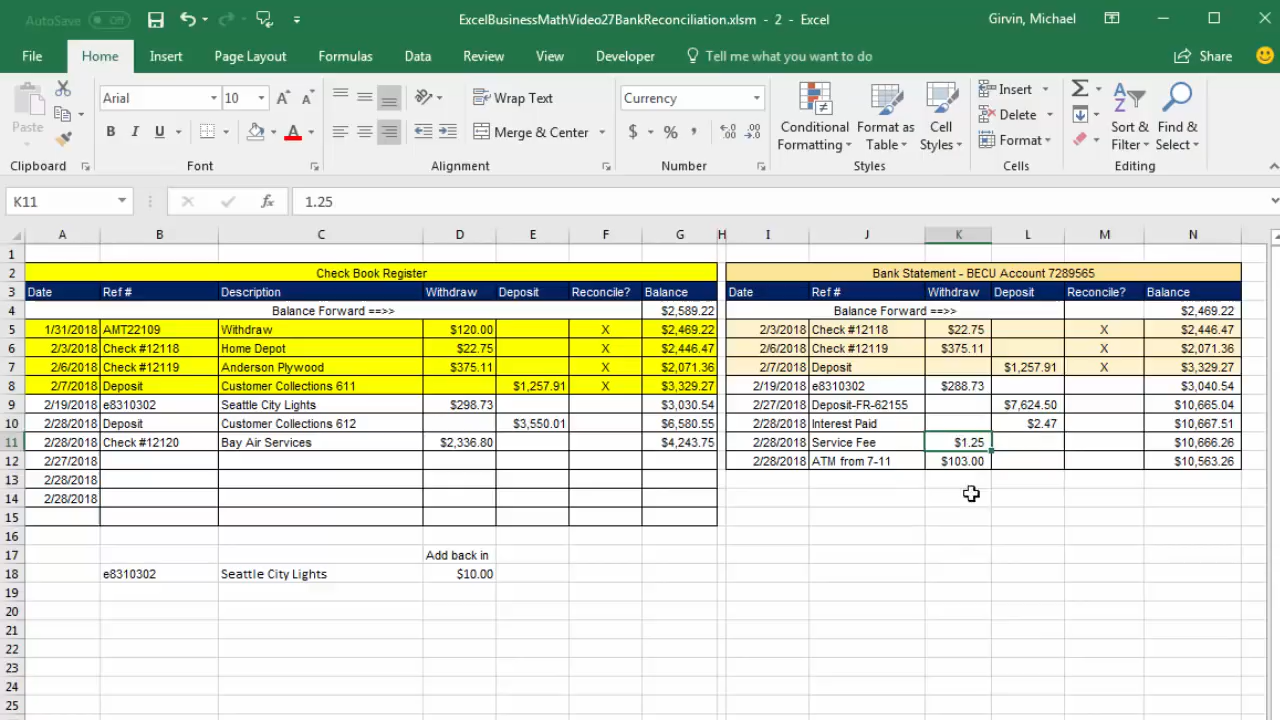 AutoSave Off ExcelBusinessMathVideo27BankReconciliation.xlsm - 2 - Excel Girvin, Michael
File Home Insert Page Layout Formulas Data Review View Developer Tell me what you want to do Share
Arial 10 A A Wrap Text Currency Insert Σ
Paste B I U A Merge & Center $ % , Conditional Formatting Format as Table Cell Styles Delete Format Sort & Filter Find & Select
Clipboard Font Alignment Number Styles Cells Editing
K11 fx 1.25
A B C D E F G H I J K L M N
1
2 Check Book Register Bank Statement - BECU Account 7289565
3 Date Ref # Description Withdraw Deposit Reconcile? Balance Date Ref # Withdraw Deposit Reconcile? Balance
4 Balance Forward ==>> $2,589.22 Balance Forward ==>> $2,469.22
5 1/31/2018 AMT22109 Withdraw $120.00 X $2,469.22 2/3/2018 Check #12118 $22.75 X $2,446.47
6 2/3/2018 Check #12118 Home Depot $22.75 X $2,446.47 2/6/2018 Check #12119 $375.11 X $2,071.36
7 2/6/2018 Check #12119 Anderson Plywood $375.11 X $2,071.36 2/7/2018 Deposit $1,257.91 X $3,329.27
8 2/7/2018 Deposit Customer Collections 611 $1,257.91 X $3,329.27 2/19/2018 e8310302 $288.73 $3,040.54
9 2/19/2018 e8310302 Seattle City Lights $298.73 $3,030.54 2/27/2018 Deposit-FR-62155 $7,624.50 $10,665.04
10 2/28/2018 Deposit Customer Collections 612 $3,550.01 $6,580.55 2/28/2018 Interest Paid $2.47 $10,667.51
11 2/28/2018 Check #12120 Bay Air Services $2,336.80 $4,243.75 2/28/2018 Service Fee $1.25 $10,666.26
12 2/27/2018 2/28/2018 ATM from 7-11 $103.00 $10,563.26
13 2/28/2018
14 2/28/2018
15
16
17 Add back in
18 e8310302 Seattle City Lights $10.00
19
20
21
22
23
24
25